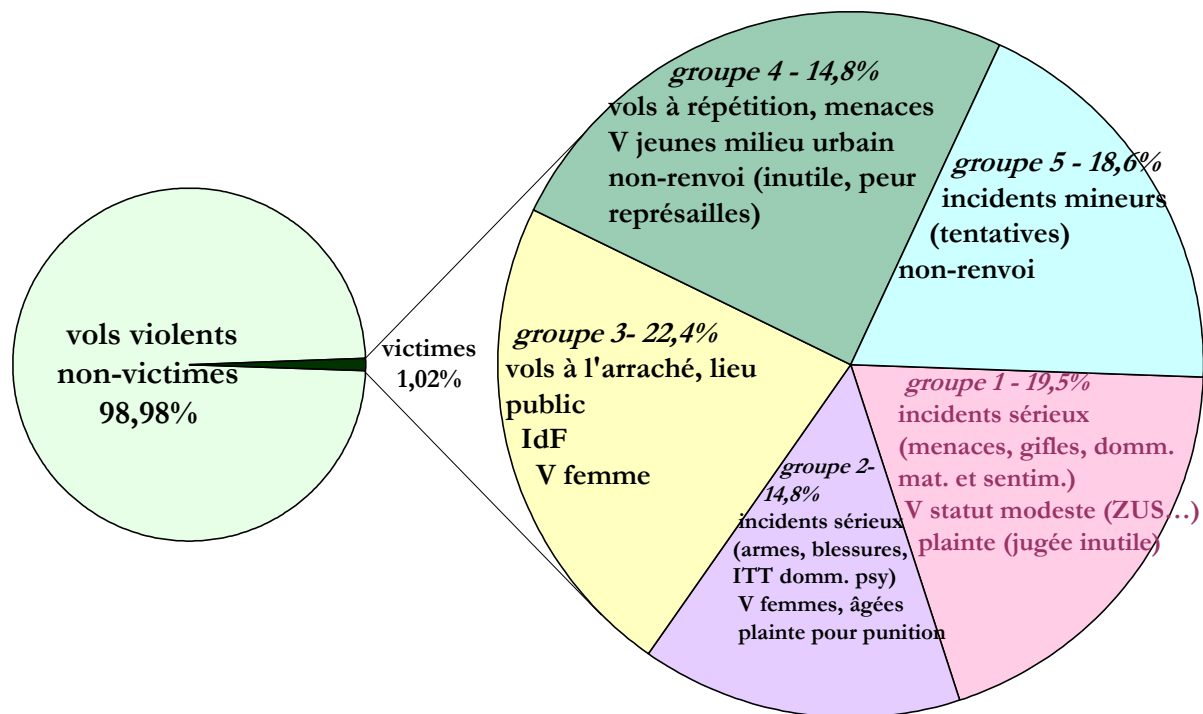 vols violents
non-victimes
98,98%
victimes
1,02%
groupe 4 - 14,8%
vols à répétition, menaces
V jeunes milieu urbain
non-renvoi (inutile, peur
représailles)
groupe 5 - 18,6%
incidents mineurs
(tentatives)
non-renvoi
groupe 3- 22,4%
vols à l'arraché, lieu
public
IdF
V femme
groupe 2-
14,8%
incidents sérieux
(armes, blessures,
ITT domm. psy)
V femmes, âgées
plainte pour punition
groupe 1 - 19,5%
incidents sérieux
(menaces, gifles, domm.
mat. et sentim.)
V statut modeste (ZUS…)
plainte (jugée inutile)